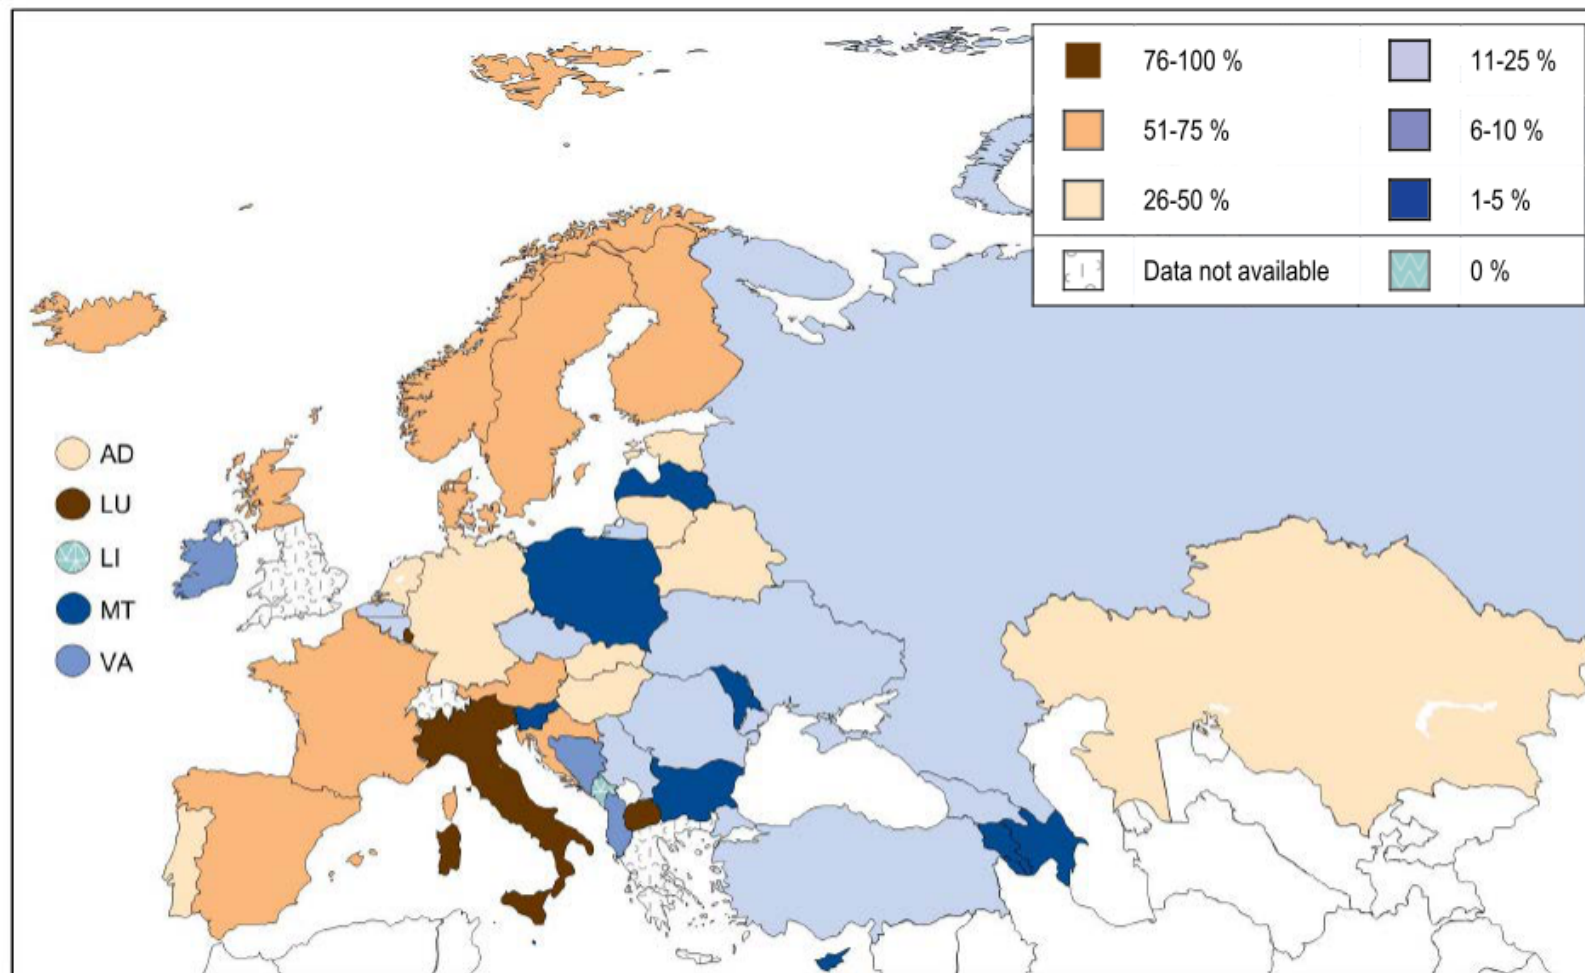 76-100 % 11-25 %
51-75 % 6-10 %
26-50 % 1-5 %
Data not available 0 %
AD
LU
LI
MT
VA